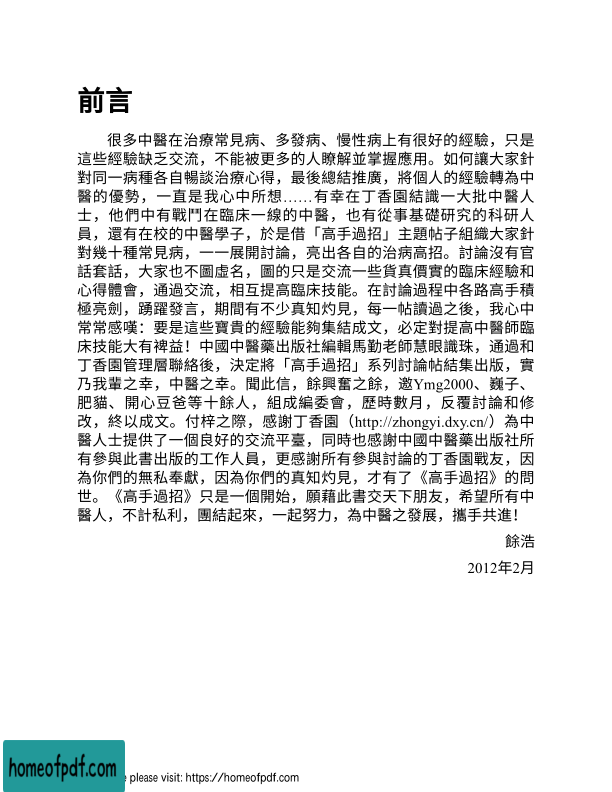 前言
很多中醫在治療常見病、多發病、慢性病上有很好的經驗，只是
這些經驗缺乏交流，不能被更多的人瞭解並掌握應用。如何讓大家針
對同一病種各自暢談治療心得，最後總結推廣，將個人的經驗轉為中
醫的優勢，一直是我心中所想……有幸在丁香園結識一大批中醫人
士，他們中有戰鬥在臨床一線的中醫，也有從事基礎研究的科研人
員，還有在校的中醫學子，於是借「高手過招」主題帖子組織大家針
對幾十種常見病，一一展開討論，亮出各自的治病高招。討論沒有官
話套話，大家也不圖虛名，圖的只是交流一些貨真價實的臨床經驗和
心得體會，通過交流，相互提高臨床技能。在討論過程中各路高手積
極亮劍，踴躍發言，期間有不少真知灼見，每一帖讀過之後，我心中
常常感嘆：要是這些寶貴的經驗能夠集結成文，必定對提高中醫師臨
床技能大有裨益！中國中醫藥出版社編輯馬勤老師慧眼識珠，通過和
丁香園管理層聯絡後，決定將「高手過招」系列討論帖結集出版，實
乃我輩之幸，中醫之幸。聞此信，餘興奮之餘，邀Ymg2000、巍子、
肥貓、開心豆爸等十餘人，組成編委會，歷時數月，反覆討論和修
改，終以成文。付梓之際，感謝丁香園（http://zhongyi.dxy.cn/）為中
醫人士提供了一個良好的交流平臺，同時也感謝中國中醫藥出版社所
有參與此書出版的工作人員，更感謝所有參與討論的丁香園戰友，因
為你們的無私奉獻，因為你們的真知灼見，才有了《高手過招》的問
世。《高手過招》只是一個開始，願藉此書交天下朋友，希望所有中
醫人，不計私利，團結起來，一起努力，為中醫之發展，攜手共進！
餘浩
2012年2月
homeofpdf.com
e please visit: https://homeofpdf.com